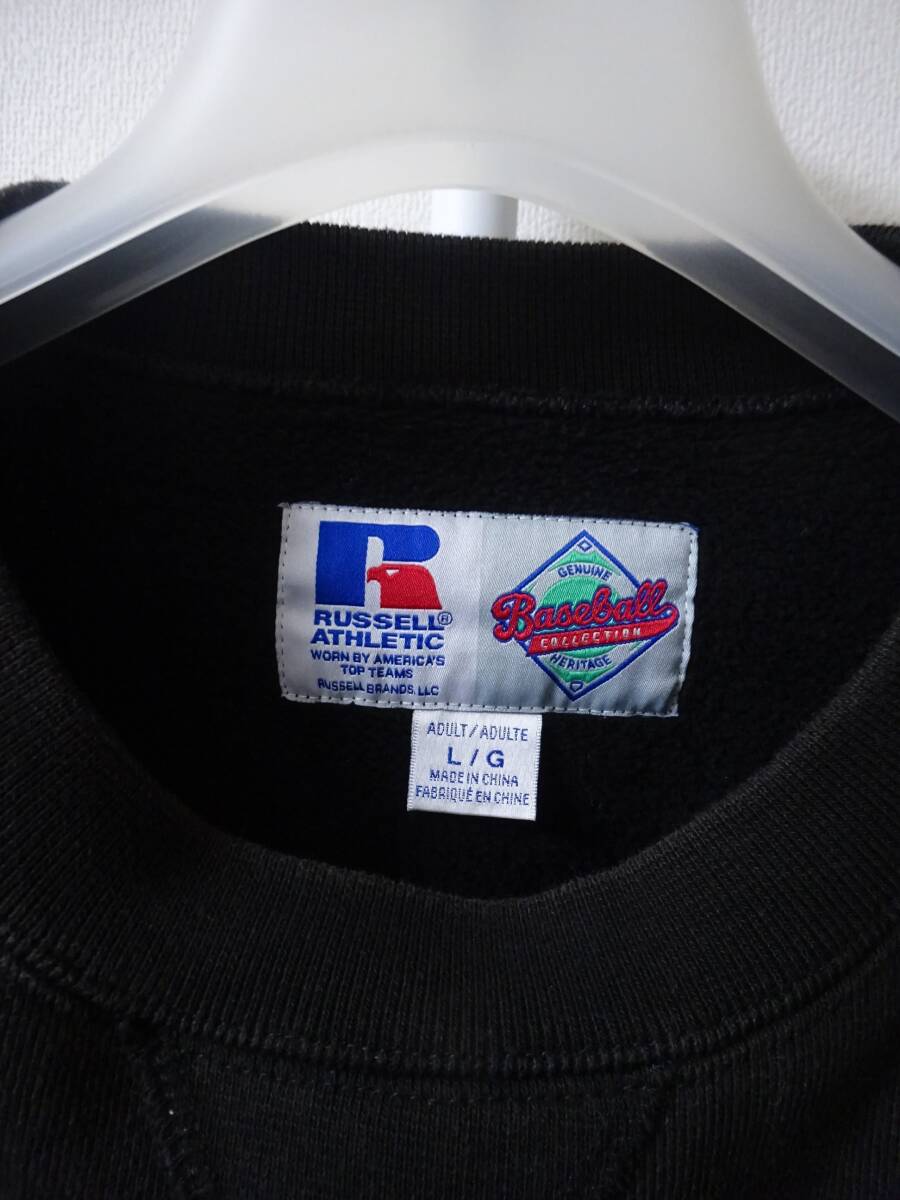 RUSSELL®
ATHLETIC
WORN BY AMERICA'S
TOP TEAMS
RUSSELL BRANDS, LLC
GENUINE
Baseball
COLLECTION
HERITAGE
ADULT / ADULTE
L / G
MADE IN CHINA
FABRIQUÉ EN CHINE